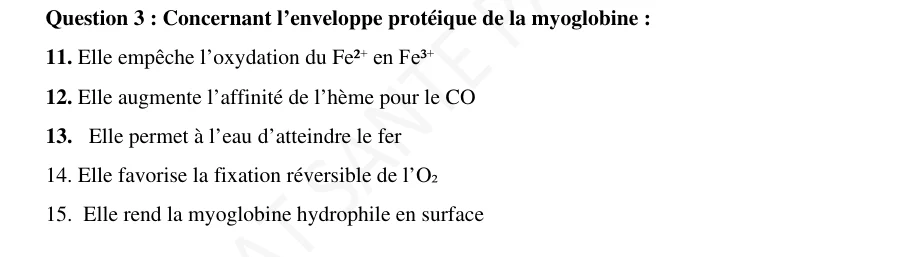 Question 3 : Concernant l’enveloppe protéique de la myoglobine :
11. Elle empêche l’oxydation du Fe²⁺ en Fe³⁺
12. Elle augmente l’affinité de l’hème pour le CO
13. Elle permet à l’eau d’atteindre le fer
14. Elle favorise la fixation réversible de l’O₂
15. Elle rend la myoglobine hydrophile en surface